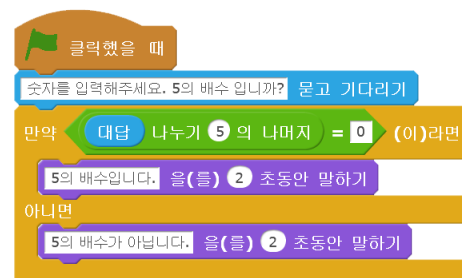 클릭했을 때
숫자를 입력해주세요. 5의 배수 입니까? 묻고 기다리기
만약 대답 나누기 5 의 나머지 = 0 (이)라면
5의 배수입니다. 을(를) 2 초동안 말하기
아니면
5의 배수가 아닙니다. 을(를) 2 초동안 말하기